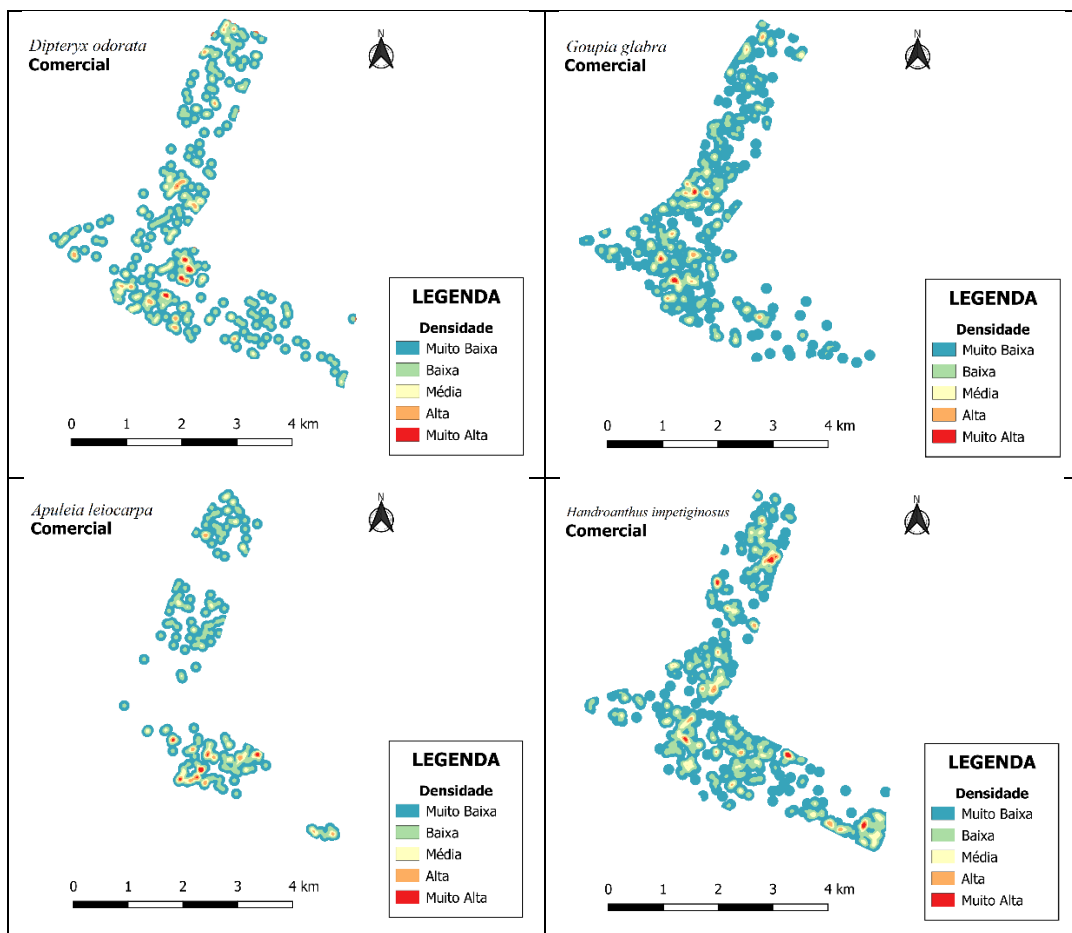 Dipteryx odorata
Comercial
N
LEGENDA
Densidade
Muito Baixa
Baixa
Média
Alta
Muito Alta
0 1 2 3 4 km
Goupia glabra
Comercial
N
LEGENDA
Densidade
Muito Baixa
Baixa
Média
Alta
Muito Alta
0 1 2 3 4 km
Apuleia leiocarpa
Comercial
N
LEGENDA
Densidade
Muito Baixa
Baixa
Média
Alta
Muito Alta
0 1 2 3 4 km
Handroanthus impetiginosus
Comercial
N
LEGENDA
Densidade
Muito Baixa
Baixa
Média
Alta
Muito Alta
0 1 2 3 4 km